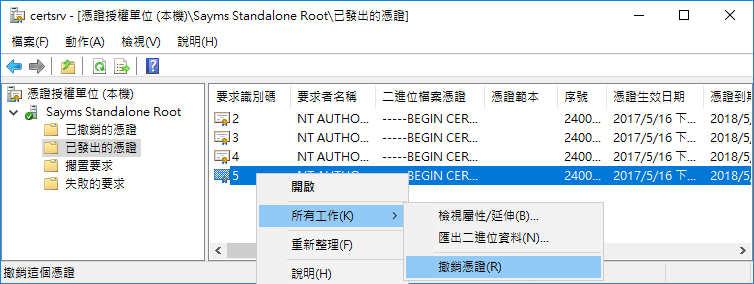 certsrv - [憑證授權單位 (本機)\Sayms Standalone Root\已發出的憑證]
檔案(F) 動作(A) 檢視(V) 說明(H)
憑證授權單位 (本機)
Sayms Standalone Root
已撤銷的憑證
已發出的憑證
擱置要求
失敗的要求
要求識別碼 要求者名稱 二進位檔案憑證 憑證範本 序號 憑證生效日期 憑證到期
2 NT AUTHO... -----BEGIN CER... 2400... 2017/5/16 下... 2018/5/
3 NT AUTHO... -----BEGIN CER... 2400... 2017/5/16 下... 2018/5/
4 NT AUTHO... -----BEGIN CER... 2400... 2017/5/16 下... 2018/5/
5 NT AUTHO... -----BEGIN CER... 2400... 2017/5/16 下... 2018/5/
開啟
所有工作(K)
重新整理(F)
說明(H)
檢視屬性/延伸(B)...
匯出二進位資料(N)...
撤銷憑證(R)
撤銷這個憑證